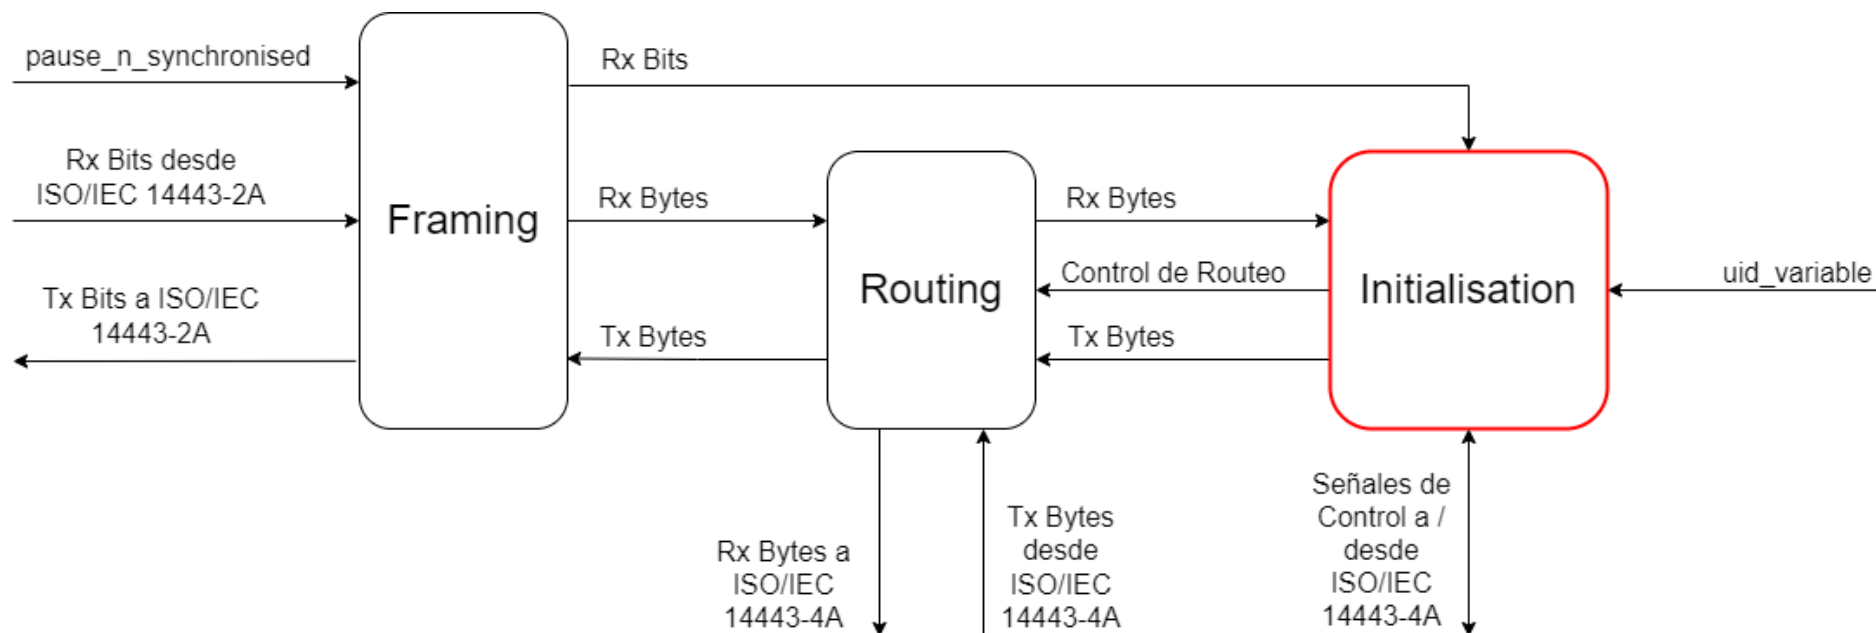 pause_n_synchronised
Rx Bits
Rx Bits desde
ISO/IEC 14443-2A
Framing
Rx Bytes
Rx Bytes
Control de Routeo
Routing
Initialisation
uid_variable
Tx Bits a ISO/IEC
14443-2A
Tx Bytes
Tx Bytes
Rx Bytes a
ISO/IEC
14443-4A
Tx Bytes
desde
ISO/IEC
14443-4A
Señales de
Control a /
desde
ISO/IEC
14443-4A